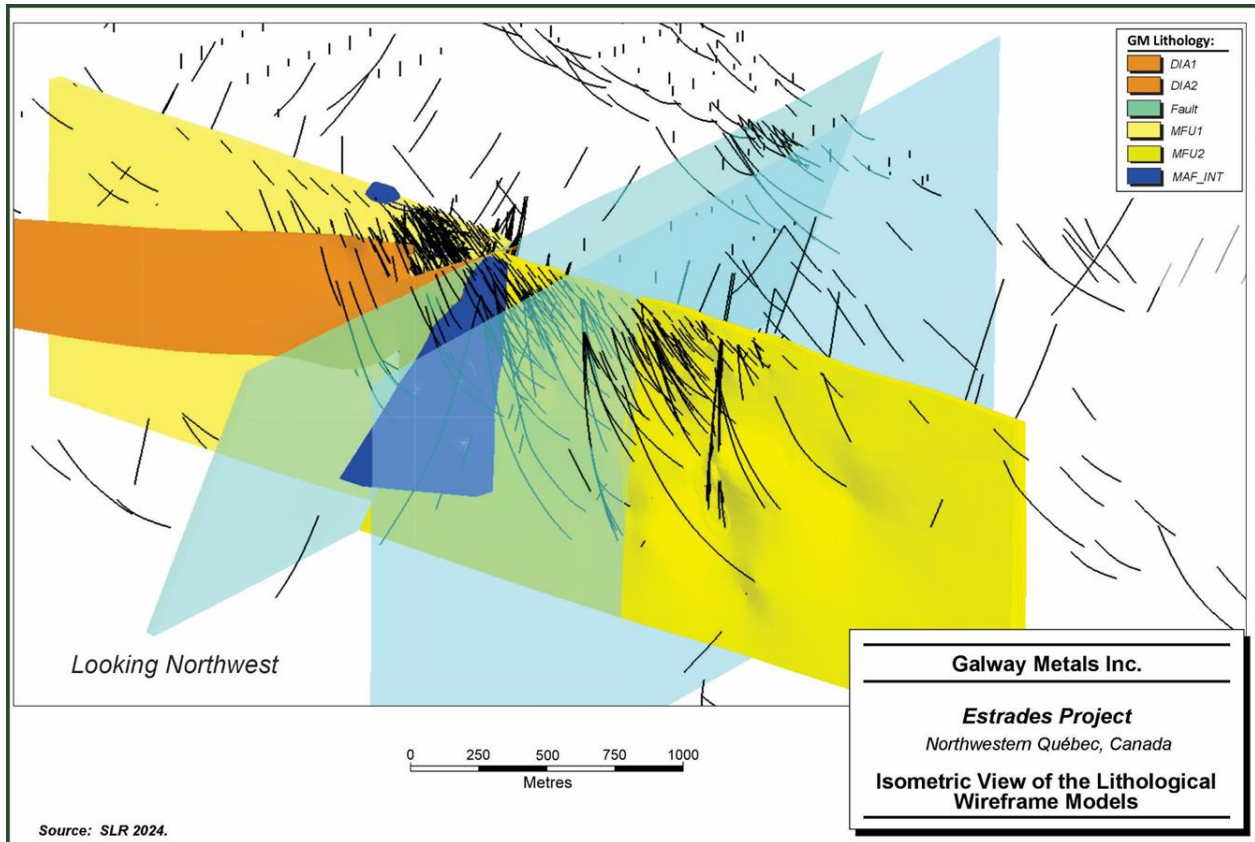 GM Lithology:
DIA1
DIA2
Fault
MFU1
MFU2
MAF_INT
Looking Northwest
0 250 500 750 1000
Metres
Galway Metals Inc.
Estrades Project
Northwestern Québec, Canada
Isometric View of the Lithological
Wireframe Models
Source: SLR 2024.